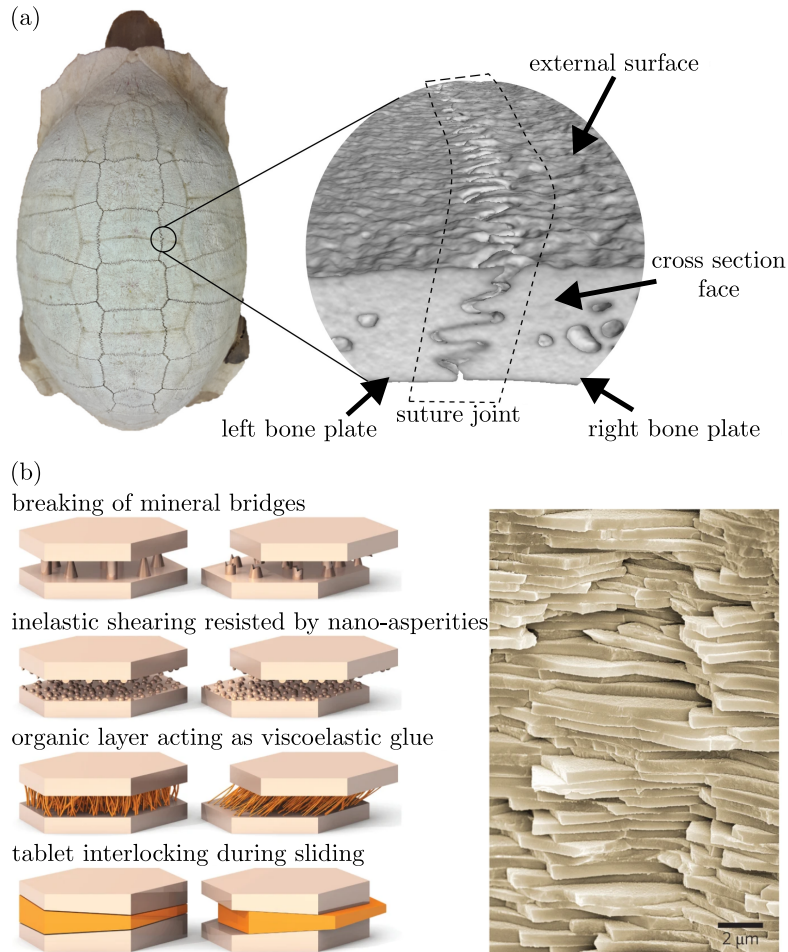 (a)
external surface
cross section
face
left bone plate
suture joint
right bone plate
(b)
breaking of mineral bridges
inelastic shearing resisted by nano-asperities
organic layer acting as viscoelastic glue
tablet interlocking during sliding
2 µm